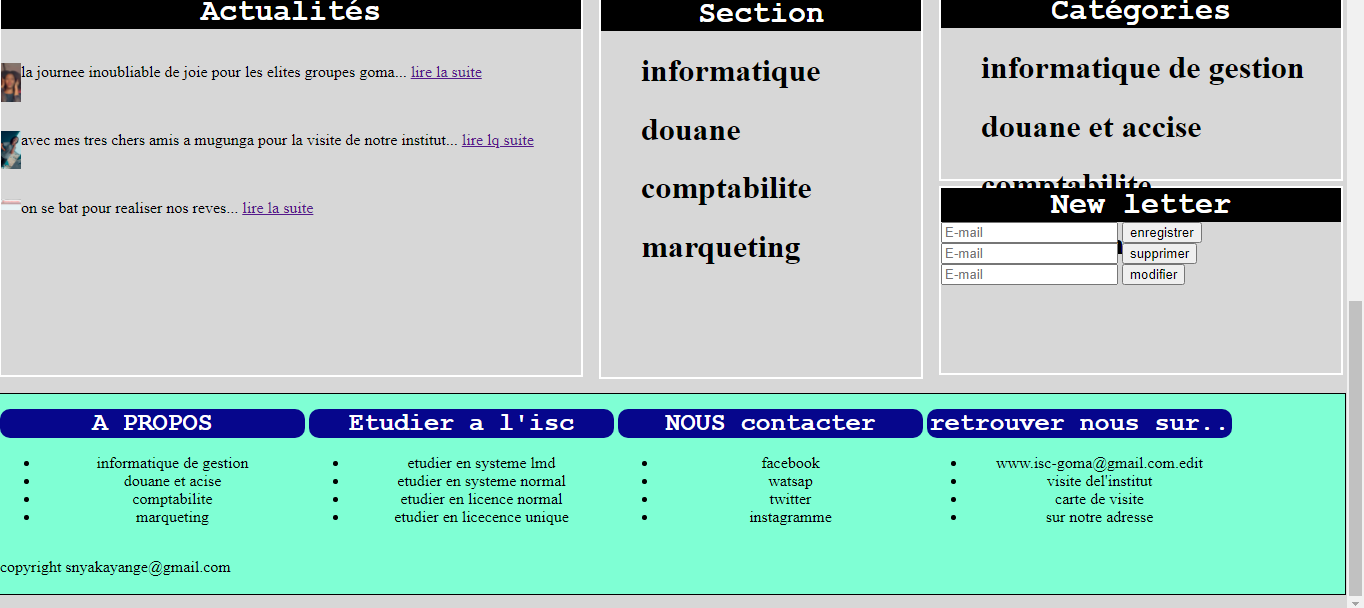 Actualités
la journee inoubliable de joie pour les elites groupes goma... lire la suite
avec mes tres chers amis a mugunga pour la visite de notre institut... lire lq suite
on se bat pour realiser nos reves... lire la suite
Section
informatique
douane
comptabilite
marqueting
Catégories
informatique de gestion
douane et accise
comptabilite
New letter
E-mail enregistrer
E-mail supprimer
E-mail modifier
A PROPOS
informatique de gestion
douane et acise
comptabilite
marqueting
Etudier a l'isc
etudier en systeme lmd
etudier en systeme normal
etudier en licence normal
etudier en licecence unique
NOUS contacter
facebook
watsap
twitter
instagramme
retrouver nous sur..
www.isc-goma@gmail.com.edit
visite del'institut
carte de visite
sur notre adresse
copyright snyakayange@gmail.com